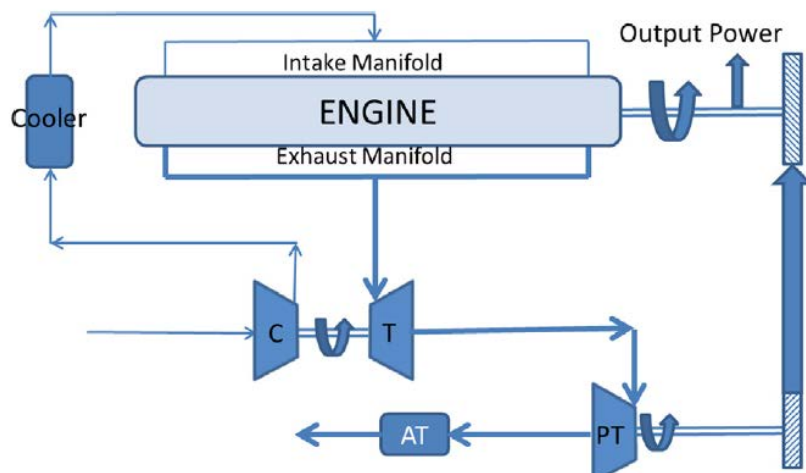 Output Power
Intake Manifold
Cooler
ENGINE
Exhaust Manifold
C
T
AT
PT